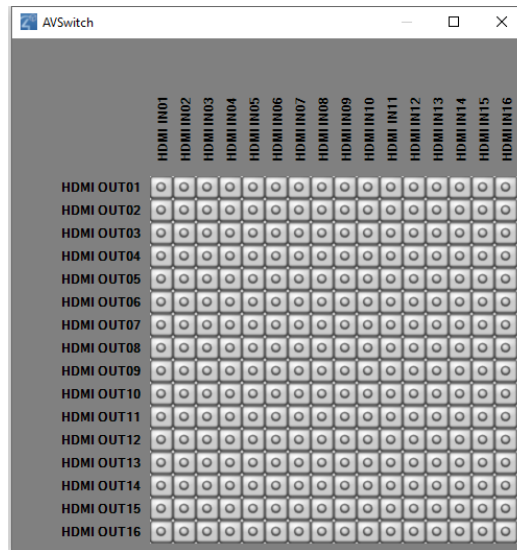 AVSwitch
HDMI IN01
HDMI IN02
HDMI IN03
HDMI IN04
HDMI IN05
HDMI IN06
HDMI IN07
HDMI IN08
HDMI IN09
HDMI IN10
HDMI IN11
HDMI IN12
HDMI IN13
HDMI IN14
HDMI IN15
HDMI IN16
HDMI OUT01
HDMI OUT02
HDMI OUT03
HDMI OUT04
HDMI OUT05
HDMI OUT06
HDMI OUT07
HDMI OUT08
HDMI OUT09
HDMI OUT10
HDMI OUT11
HDMI OUT12
HDMI OUT13
HDMI OUT14
HDMI OUT15
HDMI OUT16